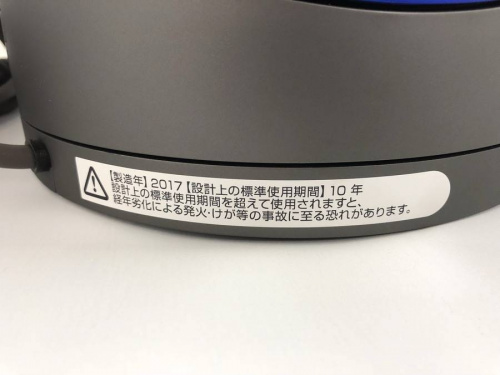 【製造年】2017【設計上の標準使用期間】10 年
設計上の標準使用期間を超えて使用されますと、
経年劣化による発火・けが等の事故に至る恐れがあります。